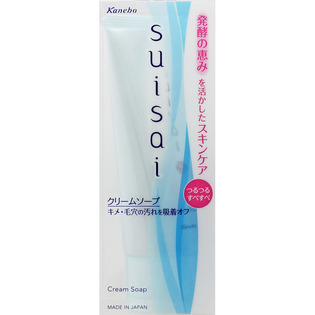 Kanebo
suisai
発酵の恵み
を活かしたスキンケア
つるつる
すべすべ
クリームソープ
キメ・毛穴の汚れを吸着オフ
Cream Soap
MADE IN JAPAN